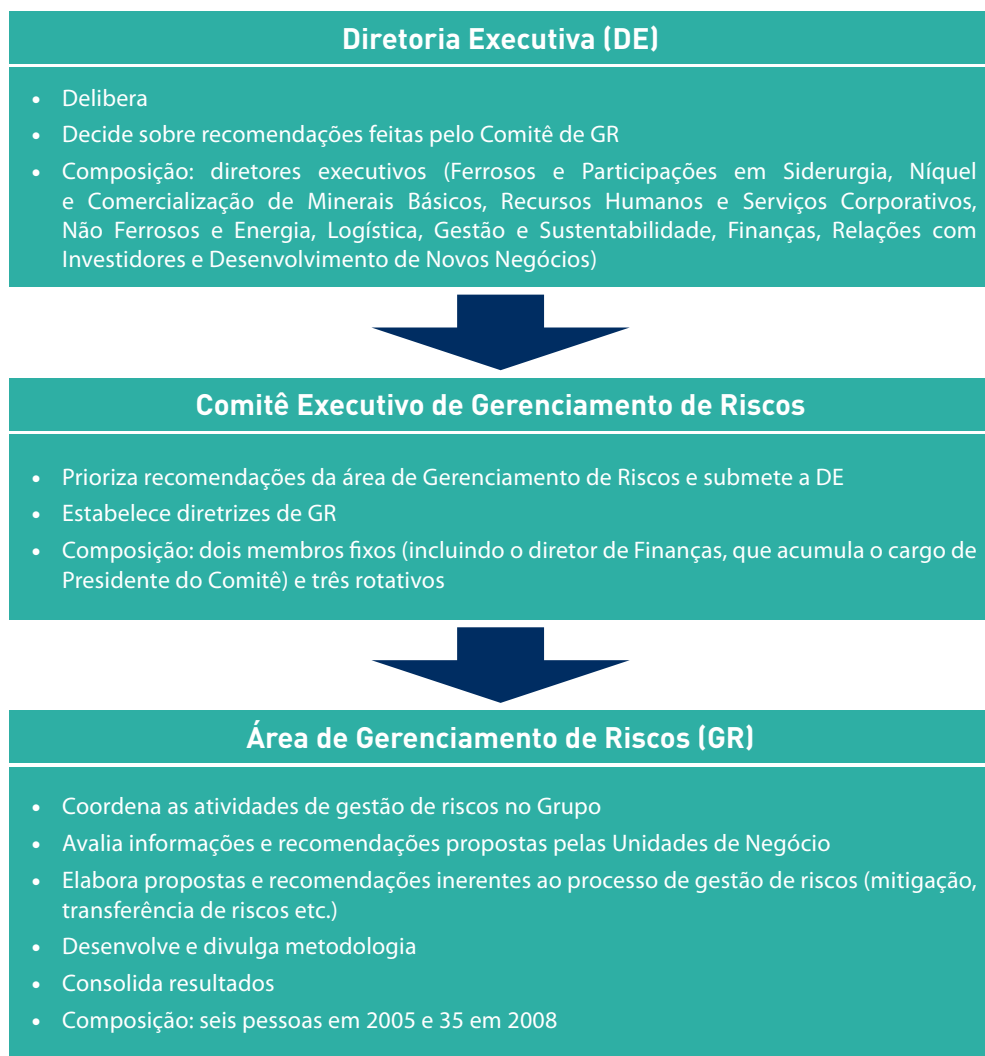 Diretoria Executiva (DE)
• Delibera
• Decide sobre recomendações feitas pelo Comitê de GR
• Composição: diretores executivos (Ferrosos e Participações em Siderurgia, Níquel
e Comercialização de Minerais Básicos, Recursos Humanos e Serviços Corporativos,
Não Ferrosos e Energia, Logística, Gestão e Sustentabilidade, Finanças, Relações com
Investidores e Desenvolvimento de Novos Negócios)
Comitê Executivo de Gerenciamento de Riscos
• Prioriza recomendações da área de Gerenciamento de Riscos e submete a DE
• Estabelece diretrizes de GR
• Composição: dois membros fixos (incluindo o diretor de Finanças, que acumula o cargo de
Presidente do Comitê) e três rotativos
Área de Gerenciamento de Riscos (GR)
• Coordena as atividades de gestão de riscos no Grupo
• Avalia informações e recomendações propostas pelas Unidades de Negócio
• Elabora propostas e recomendações inerentes ao processo de gestão de riscos (mitigação,
transferência de riscos etc.)
• Desenvolve e divulga metodologia
• Consolida resultados
• Composição: seis pessoas em 2005 e 35 em 2008